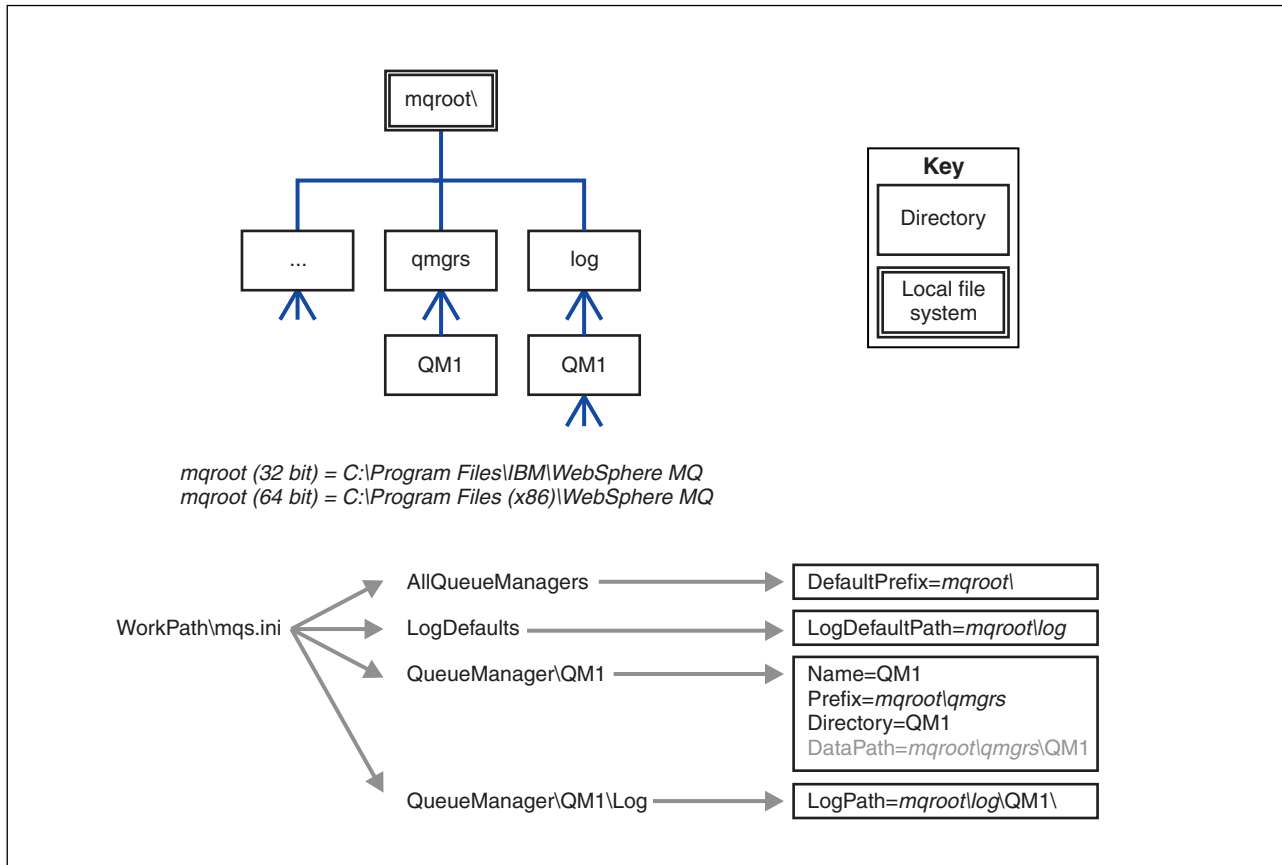 mqroot\
...
qmgrs
log
QM1
QM1
Key
Directory
Local file
system
mqroot (32 bit) = C:\Program Files\IBM\WebSphere MQ
mqroot (64 bit) = C:\Program Files (x86)\WebSphere MQ
WorkPath\mqs.ini
AllQueueManagers
DefaultPrefix=mqroot\
LogDefaults
LogDefaultPath=mqroot\log
QueueManager\QM1
Name=QM1
Prefix=mqroot\qmgrs
Directory=QM1
DataPath=mqroot\qmgrs\QM1
QueueManager\QM1\Log
LogPath=mqroot\log\QM1\